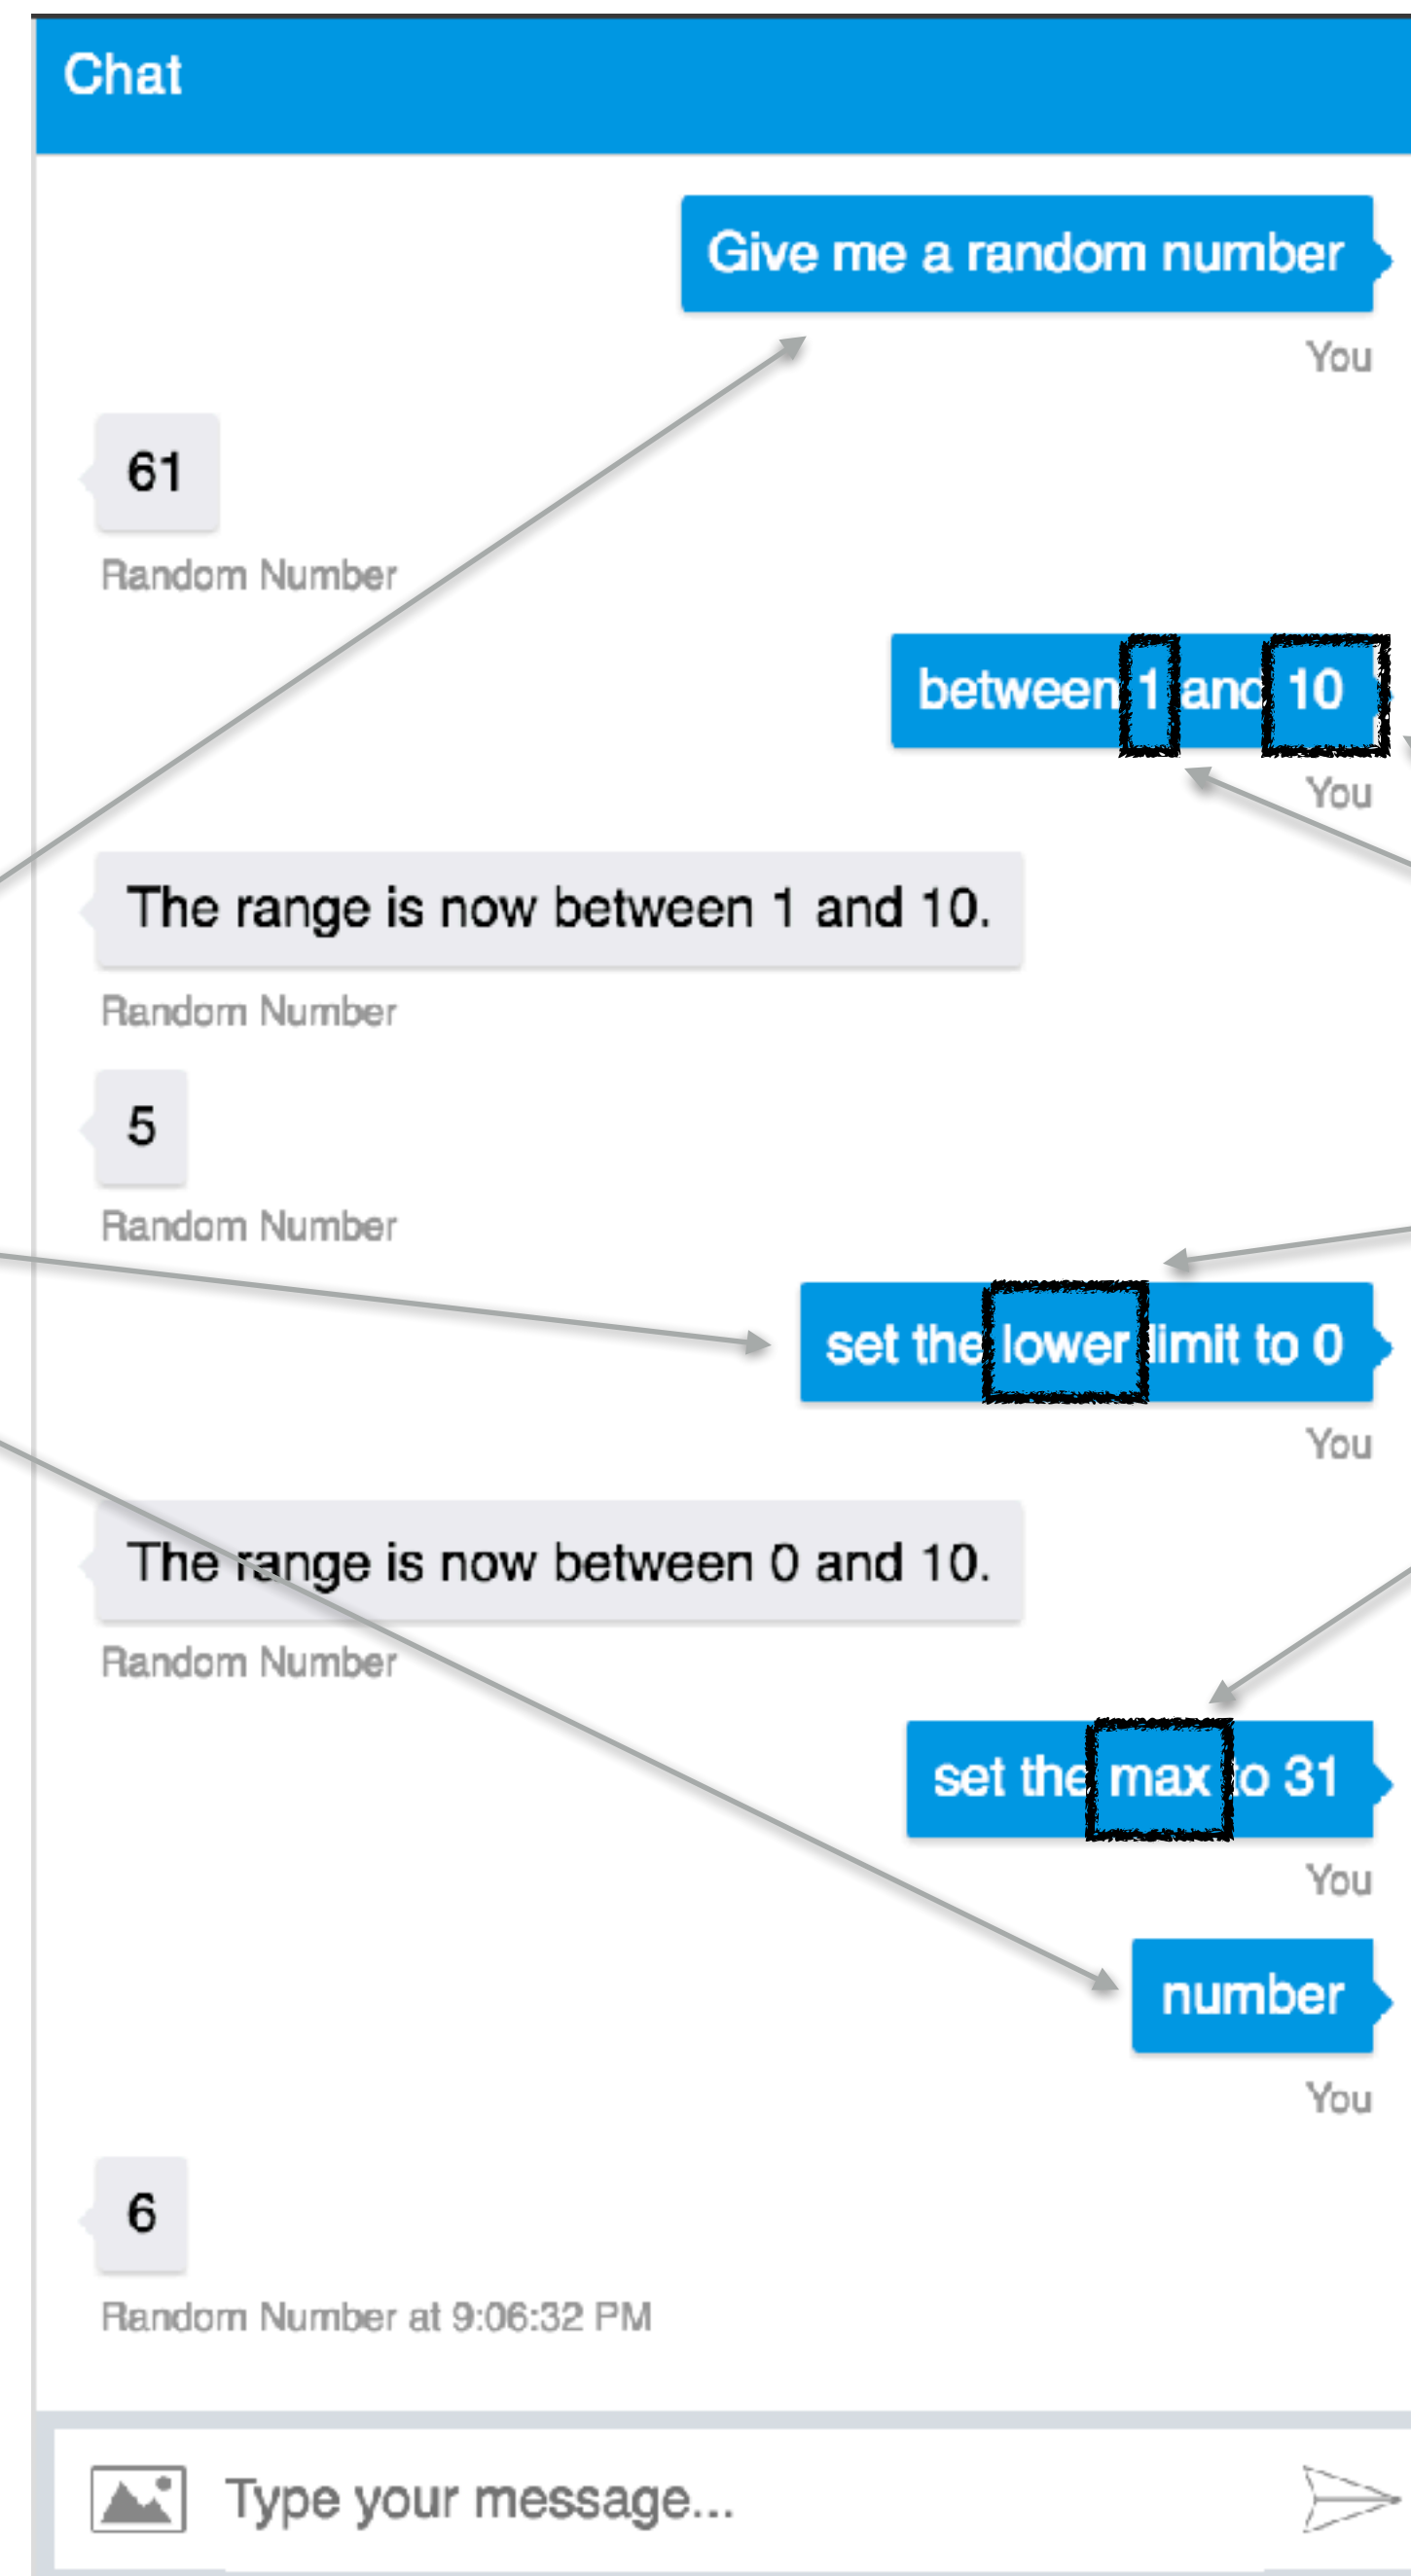 Chat
Give me a random number
You
61
Random Number
between 1 and 10
You
The range is now between 1 and 10.
Random Number
5
Random Number
set the lower limit to 0
You
The range is now between 0 and 10.
Random Number
set the max to 31
You
number
You
6
Random Number at 9:06:32 PM
Type your message...